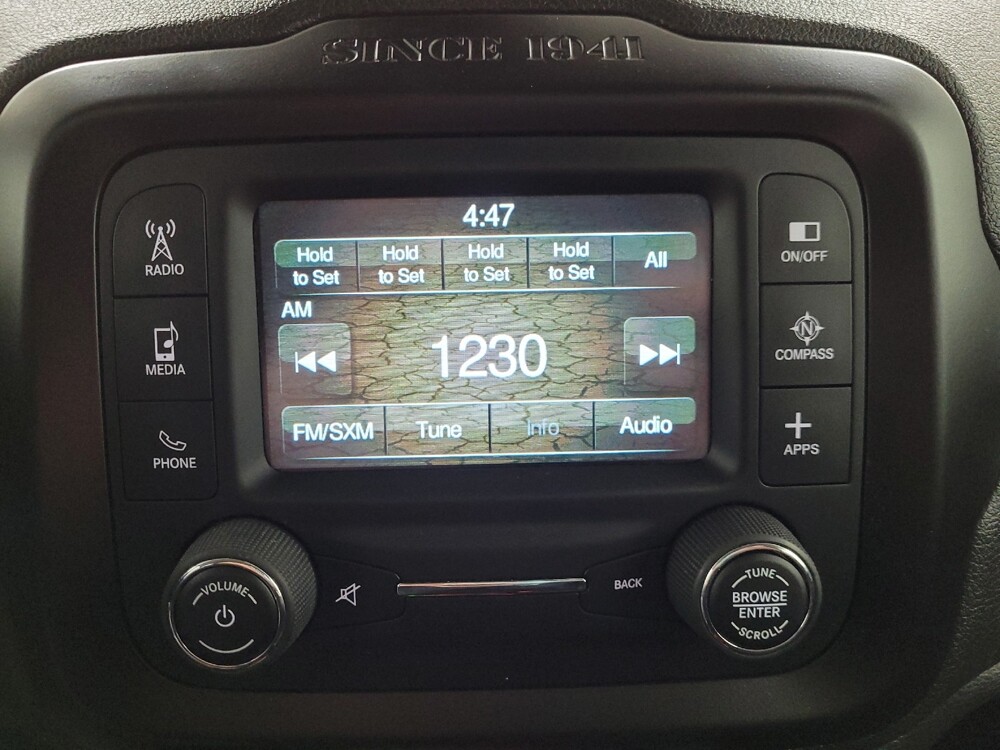 SINCE 1941
4:47
Hold Hold Hold Hold All
to Set to Set to Set to Set
AM
1230
FM/SXM Tune Info Audio
RADIO
MEDIA
PHONE
ON/OFF
N
COMPASS
APPS
VOLUME
BACK
TUNE
BROWSE
ENTER
SCROLL